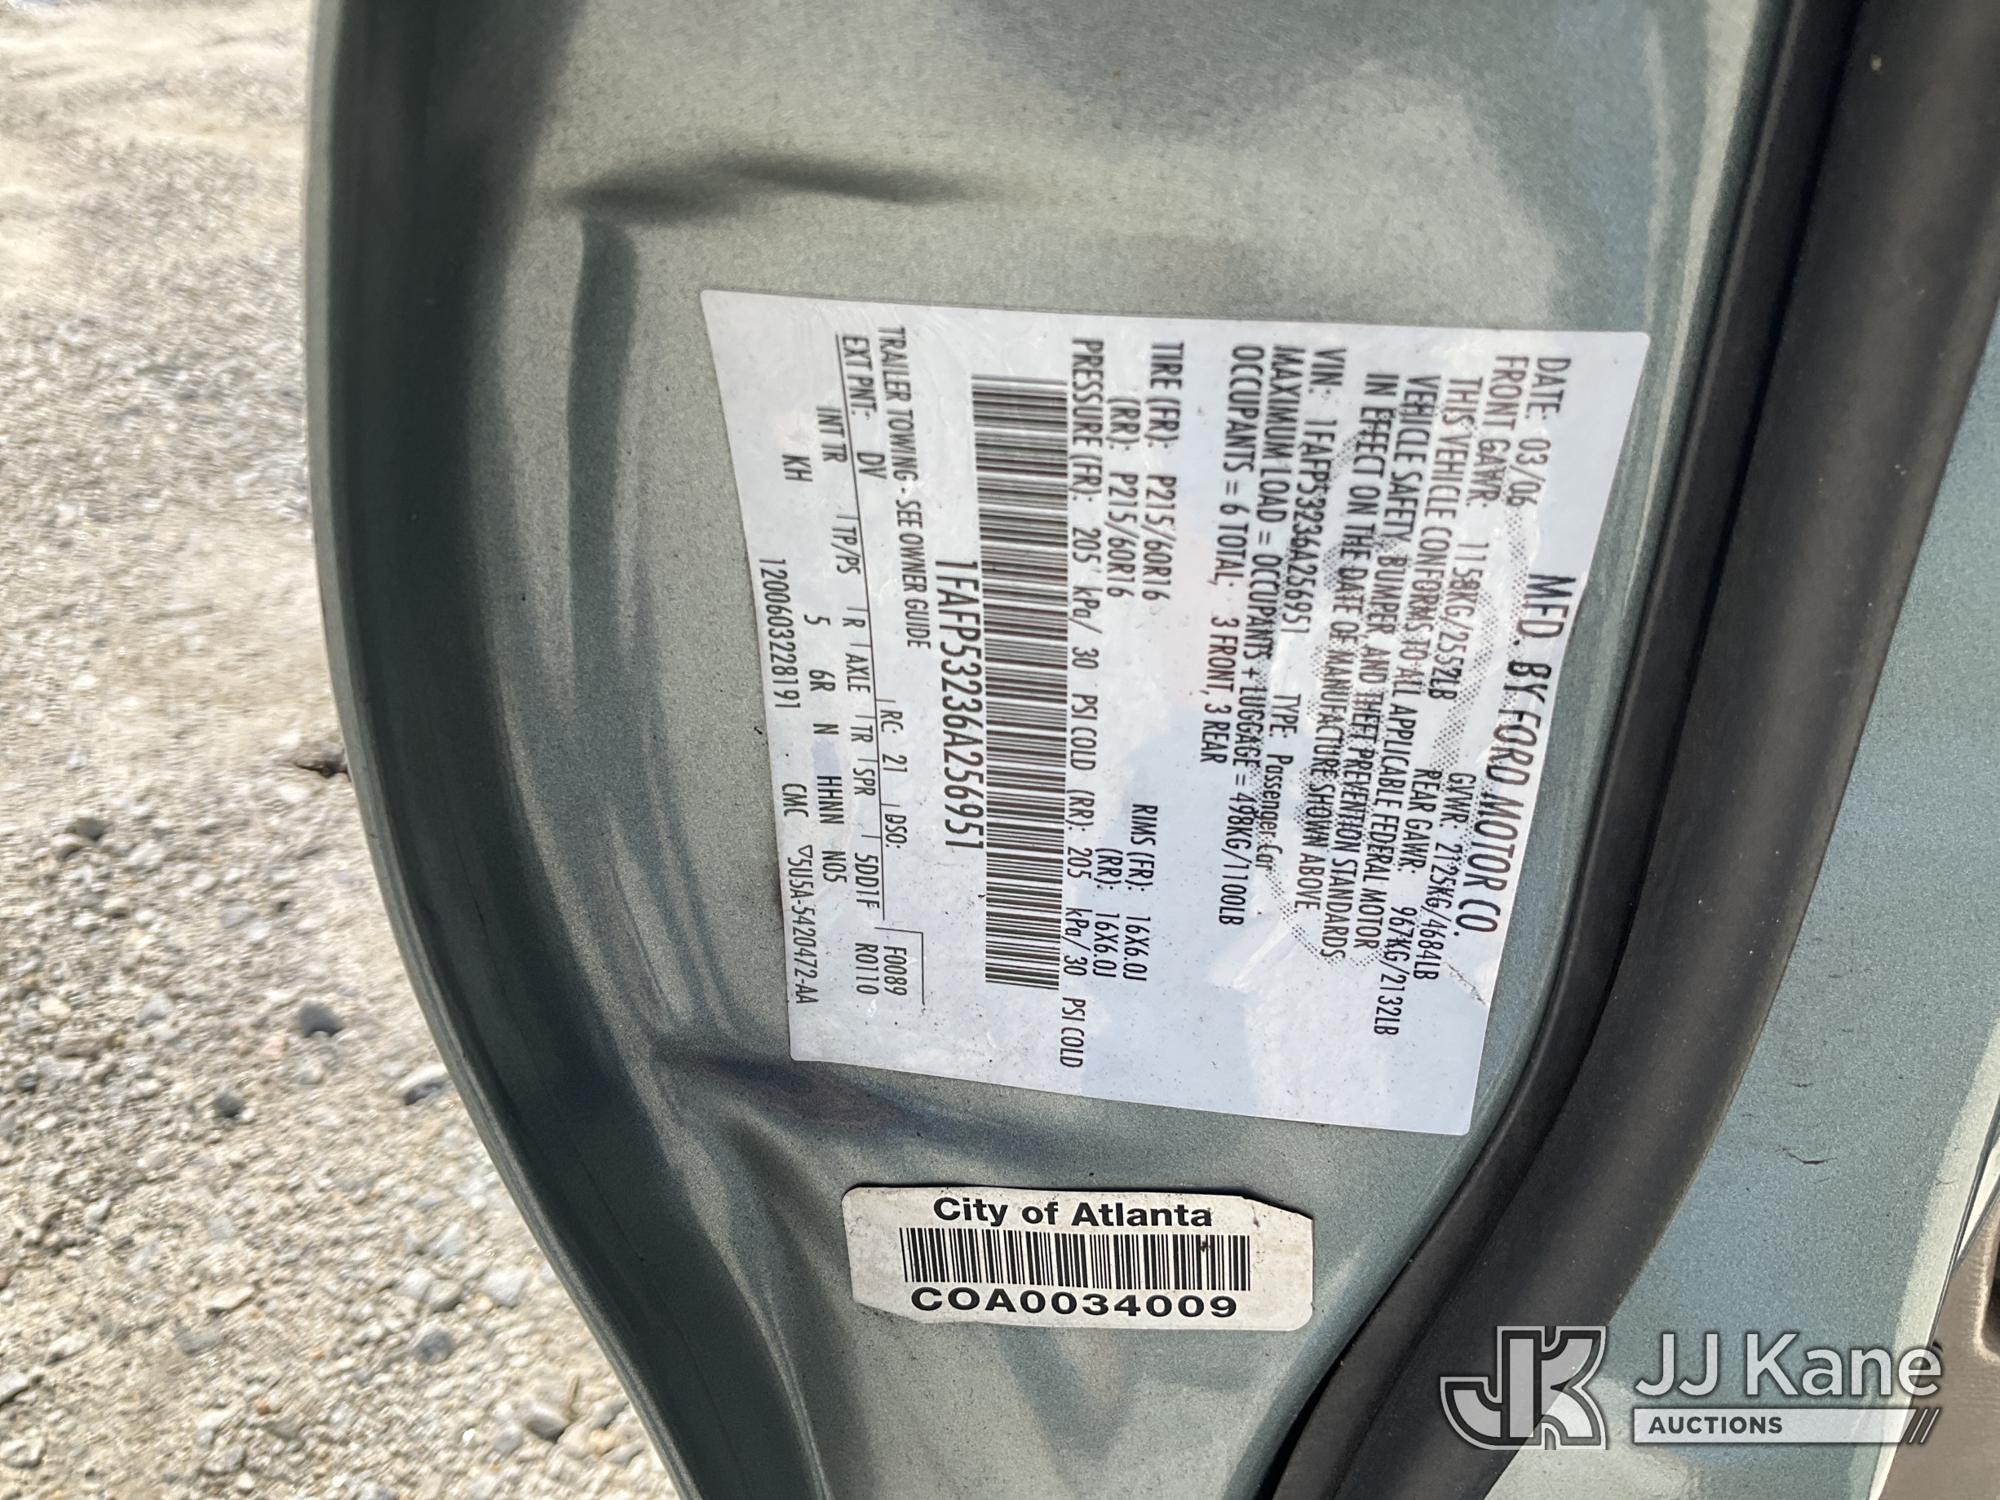 MFD. BY FORD MOTOR CO.
DATE: 03/06 GVWR: 2125KG/4684LB
FRONT GAWR: 1158KG/2552LB REAR GAWR: 967KG/2132LB
THIS VEHICLE CONFORMS TO ALL APPLICABLE FEDERAL MOTOR
VEHICLE SAFETY, BUMPER, AND THEFT PREVENTION STANDARDS
IN EFFECT ON THE DATE OF MANUFACTURE SHOWN ABOVE.
VIN: 1FAFP53236A256951 TYPE: Passenger Car
MAXIMUM LOAD = OCCUPANTS + LUGGAGE = 498KG/1100LB
OCCUPANTS = 6 TOTAL; 3 FRONT, 3 REAR
TIRE (FR): P215/60R16 RIMS (FR): 16X6.0J
(RR): P215/60R16 (RR): 16X6.0J
PRESSURE (FR): 205 kPa/ 30 PSI COLD (RR): 205 kPa/ 30 PSI COLD
1FAFP53236A256951
TRAILER TOWING - SEE OWNER GUIDE RC: 21 DSO: F0089
EXT PNT: DV R0110
INT TR TP/PS R AXLE TR SPR 5DD1F
KH 5 6R N HHNN N05
1200603228191 CMC ▽5U5A-5420472-AA
City of Atlanta
COA0034009
JK JJ Kane
AUCTIONS